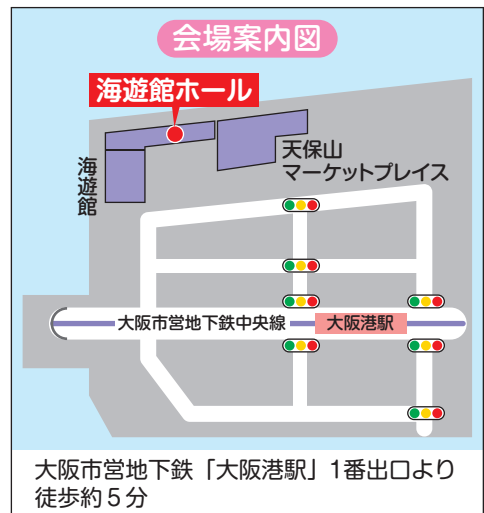 会場案内図
海遊館ホール
海遊館
天保山
マーケットプレイス
大阪市営地下鉄中央線
大阪港駅
大阪市営地下鉄「大阪港駅」1番出口より
徒歩約5分